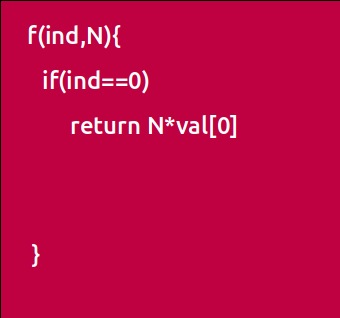 f(ind,N){
if(ind==0)
return N*val[0]
}